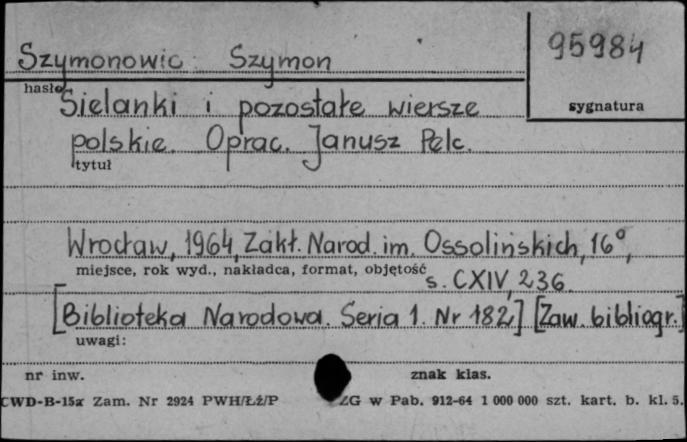 95984
Szymonowic Szymon
hasło
sygnatura
Sielanki i pozostałe wiersze
polskie. Oprac. Janusz Pelc.
tytuł
Wrocław, 1964, Zakł. Narod. im. Ossolińskich, 16°,
miejsce, rok wyd., nakładca, format, objętość
s. CXIV, 236.
[Biblioteka Narodowa. Seria 1. Nr 182] [Zaw. bibliogr.]
uwagi:
nr inw. znak klas.
CWD-B-15a Zam. Nr 2924 PWH/Łż/P ZG w Pab. 912-64 1 000 000 szt. kart. b. kl. 5.